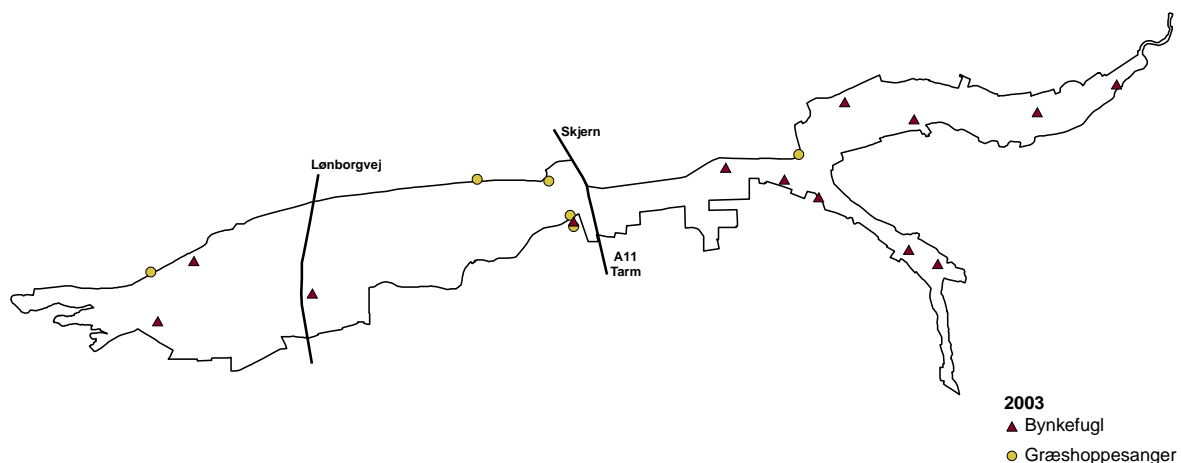 Skjern
Lønborgvej
A11
Tarm
2003
Bynkefugl
Græshoppesanger